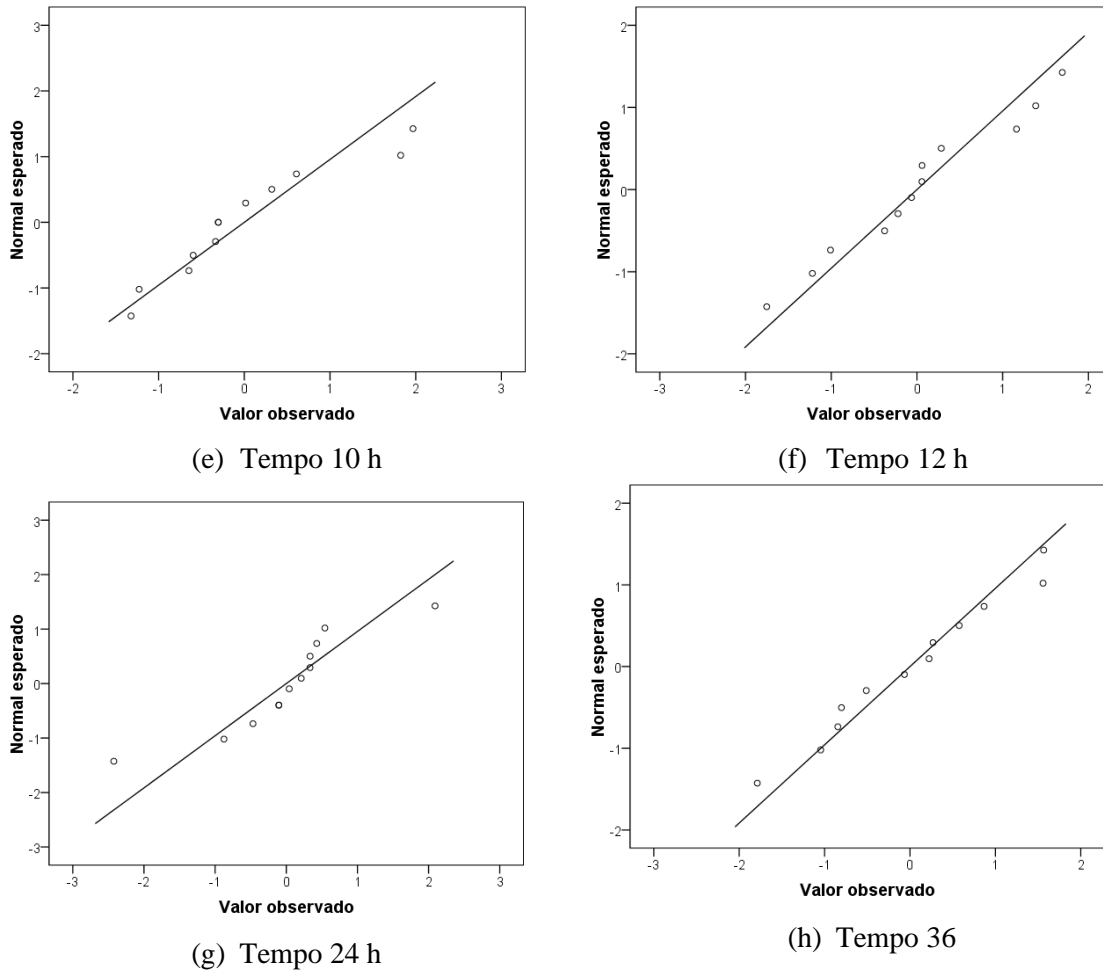 3
2
1
0
-1
-2
Normal esperado
-2 -1 0 1 2 3
Valor observado
(e) Tempo 10 h
2
1
0
-1
-2
Normal esperado
-3 -2 -1 0 1 2
Valor observado
(f) Tempo 12 h
3
2
1
0
-1
-2
-3
Normal esperado
-3 -2 -1 0 1 2 3
Valor observado
(g) Tempo 24 h
2
1
0
-1
-2
Normal esperado
-3 -2 -1 0 1 2
Valor observado
(h) Tempo 36